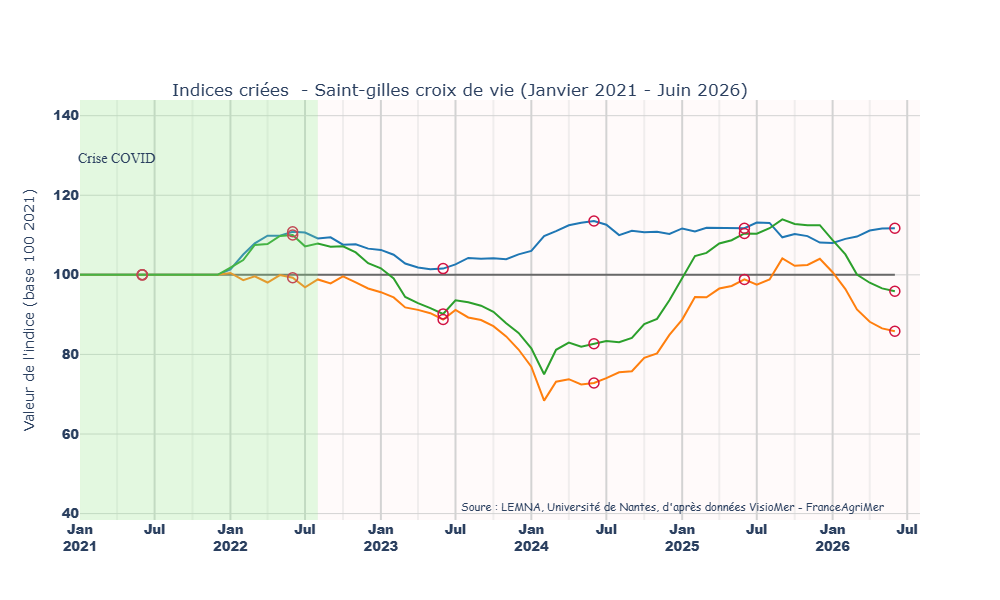 Indices criées  - Saint-gilles croix de vie (Janvier 2021 - Juin 2026)
Valeur de l'indice (base 100 2021)
140
Crise COVID
120
100
80
60
40
Soure : LEMNA, Université de Nantes, d'après données VisioMer - FranceAgriMer
Jan Jul Jan Jul Jan Jul Jan Jul Jan Jul Jan Jul
2021 2022 2023 2024 2025 2026